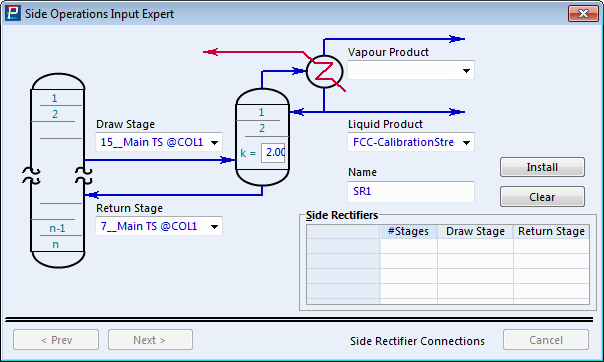 Side Operations Input Expert
Vapour Product
1
2
Draw Stage
15__Main TS @COL1
1
2
k = 2.00
Liquid Product
FCC-CalibrationStre
Install
Name
SR1
Clear
Return Stage
7__Main TS @COL1
n-1
n
Side Rectifiers
#Stages Draw Stage Return Stage
< Prev Next > Side Rectifier Connections Cancel